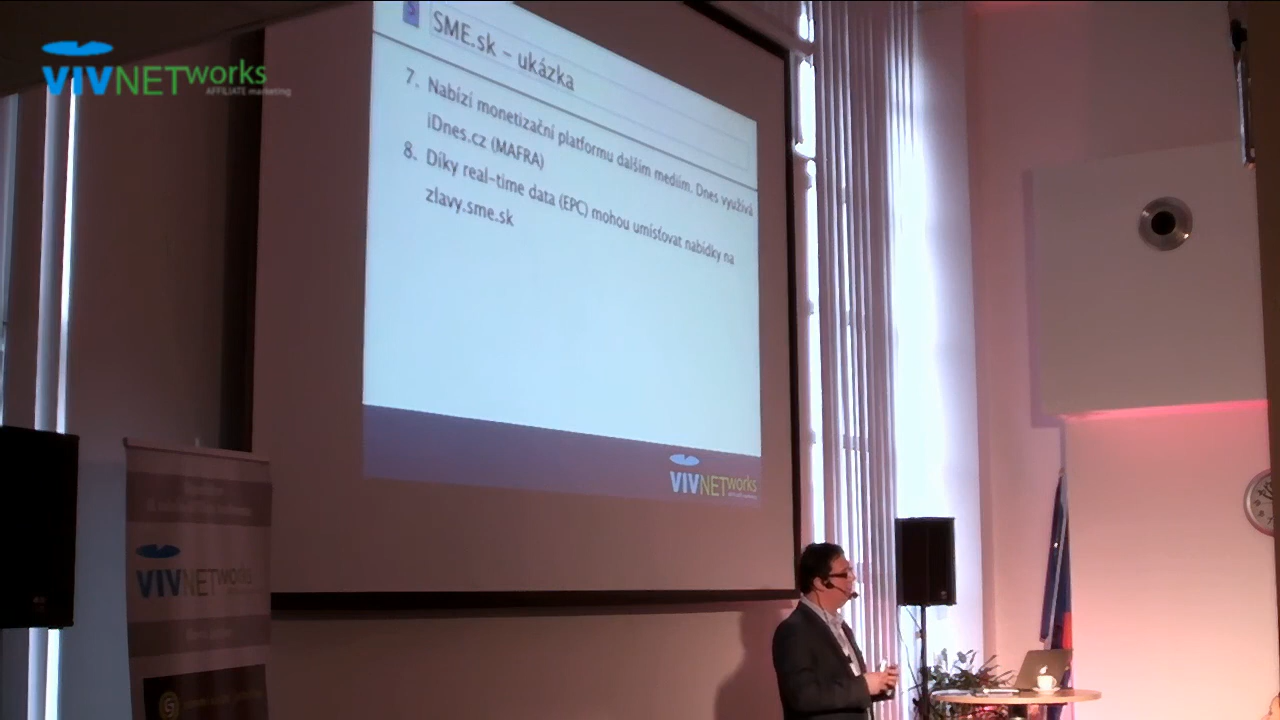 VIVNETworks
AFFILIATE marketing
SME.sk - ukázka
7. Nabízí monetizační platformu dalším mediím. Dnes využívá
iDnes.cz (MAFRA)
8. Díky real-time data (EPC) mohou umisťovat nabídky na
zlavy.sme.sk
VIVNETworks
VIVNETworks